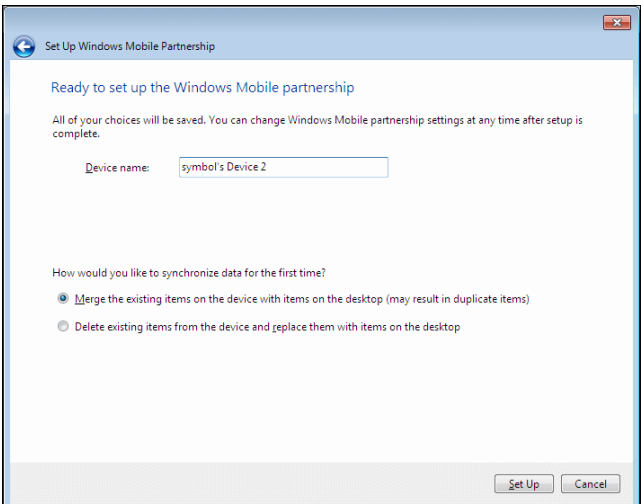 Set Up Windows Mobile Partnership
Ready to set up the Windows Mobile partnership
All of your choices will be saved. You can change Windows Mobile partnership settings at any time after setup is
complete.
Device name: symbol's Device 2
How would you like to synchronize data for the first time?
Merge the existing items on the device with items on the desktop (may result in duplicate items)
Delete existing items from the device and replace them with items on the desktop
Set Up Cancel